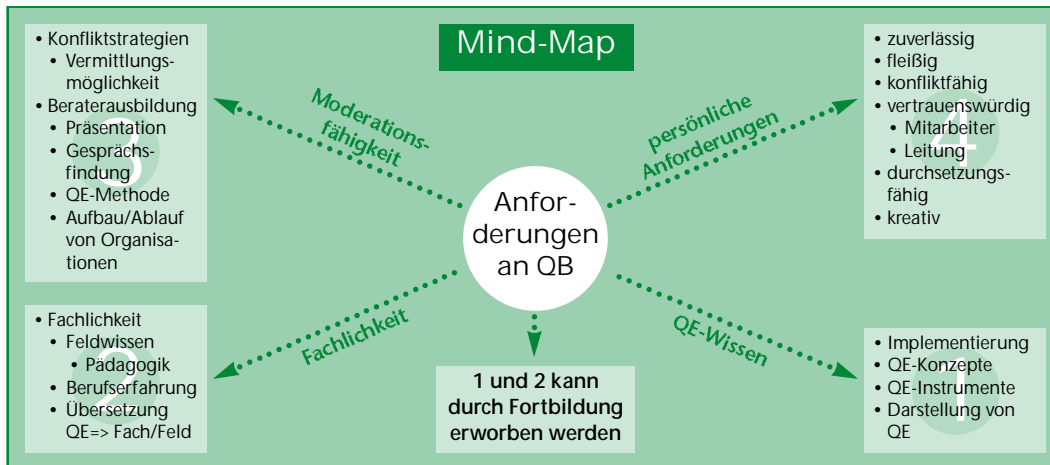 Mind-Map
• Konfliktstrategien
• Vermittlungs-
möglichkeit
• Beraterausbildung
• Präsentation
• Gesprächs-
findung
• QE-Methode
• Aufbau/Ablauf
von Organisa-
tionen
3
Moderations-
fähigkeit
persönliche
Anforderungen
• zuverlässig
• fleißig
• konfliktfähig
• vertrauenswürdig
• Mitarbeiter
• Leitung
• durchsetzungs-
fähig
• kreativ
4
Anfor-
derungen
an QB
• Fachlichkeit
• Feldwissen
• Pädagogik
• Berufserfahrung
• Übersetzung
QE=> Fach/Feld
2
Fachlichkeit
1 und 2 kann
durch Fortbildung
erworben werden
QE-Wissen
• Implementierung
• QE-Konzepte
• QE-Instrumente
• Darstellung von
QE
1